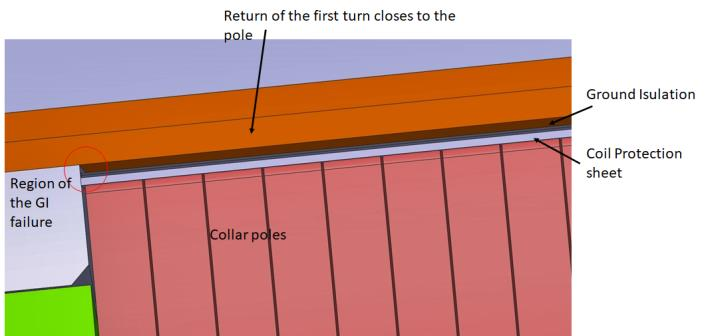 Return of the first turn closes to the
pole
Ground Isulation
Coil Protection
sheet
Region of
the GI
failure
Collar poles